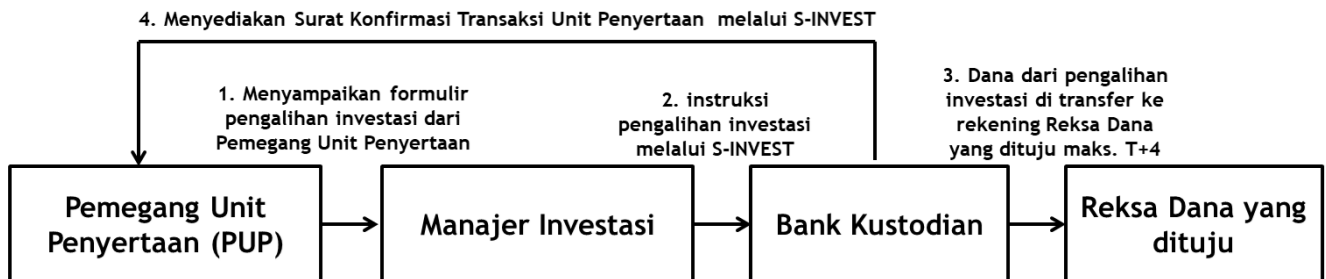 4. Menyediakan Surat Konfirmasi Transaksi Unit Penyertaan melalui S-INVEST
1. Menyampaikan formulir
pengalihan investasi dari
Pemegang Unit Penyertaan
2. instruksi
pengalihan investasi
melalui S-INVEST
3. Dana dari pengalihan
investasi di transfer ke
rekening Reksa Dana
yang dituju maks. T+4
Pemegang Unit
Penyertaan (PUP)
Manajer Investasi
Bank Kustodian
Reksa Dana yang
dituju